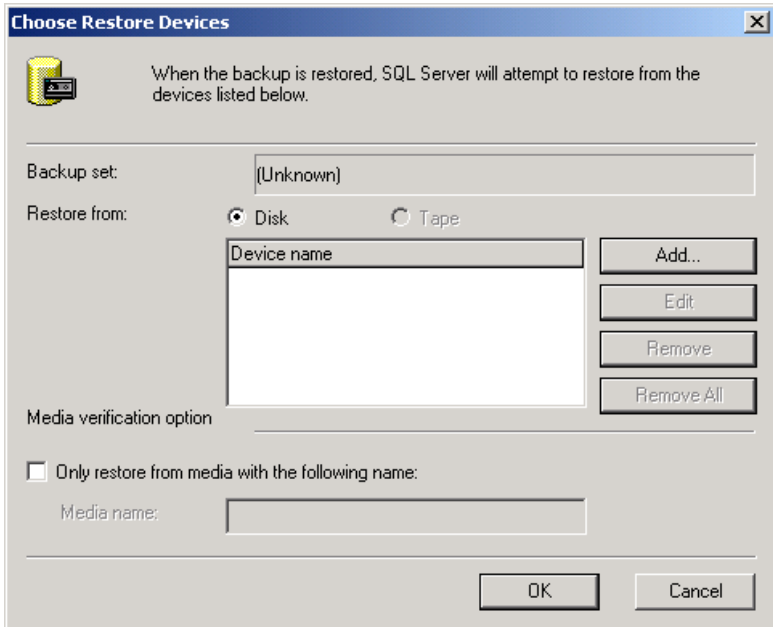 Choose Restore Devices
When the backup is restored, SQL Server will attempt to restore from the
devices listed below.
Backup set:
(Unknown)
Restore from:
Disk
Tape
Device name
Add...
Edit
Remove
Remove All
Media verification option
Only restore from media with the following name:
Media name:
OK
Cancel